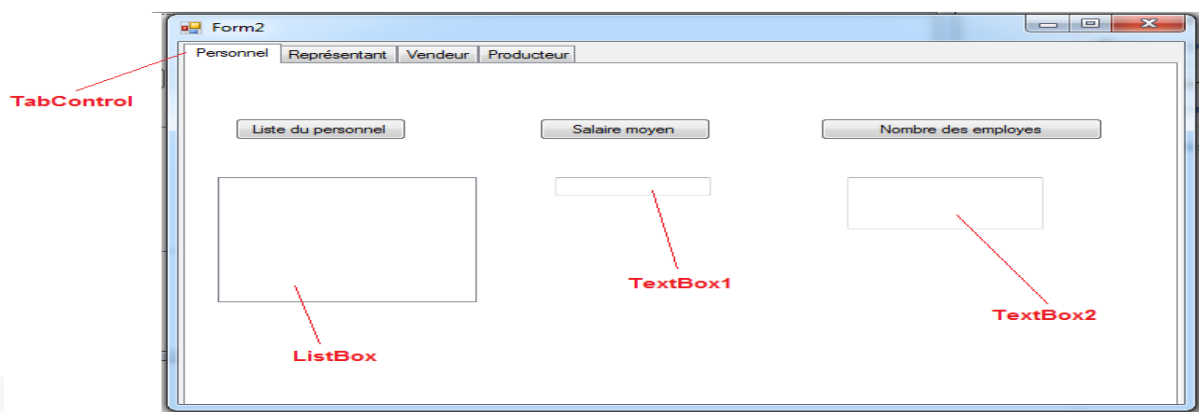 Form2
Personnel Représentant Vendeur Producteur
TabControl
Liste du personnel Salaire moyen Nombre des employes
TextBox1
TextBox2
ListBox